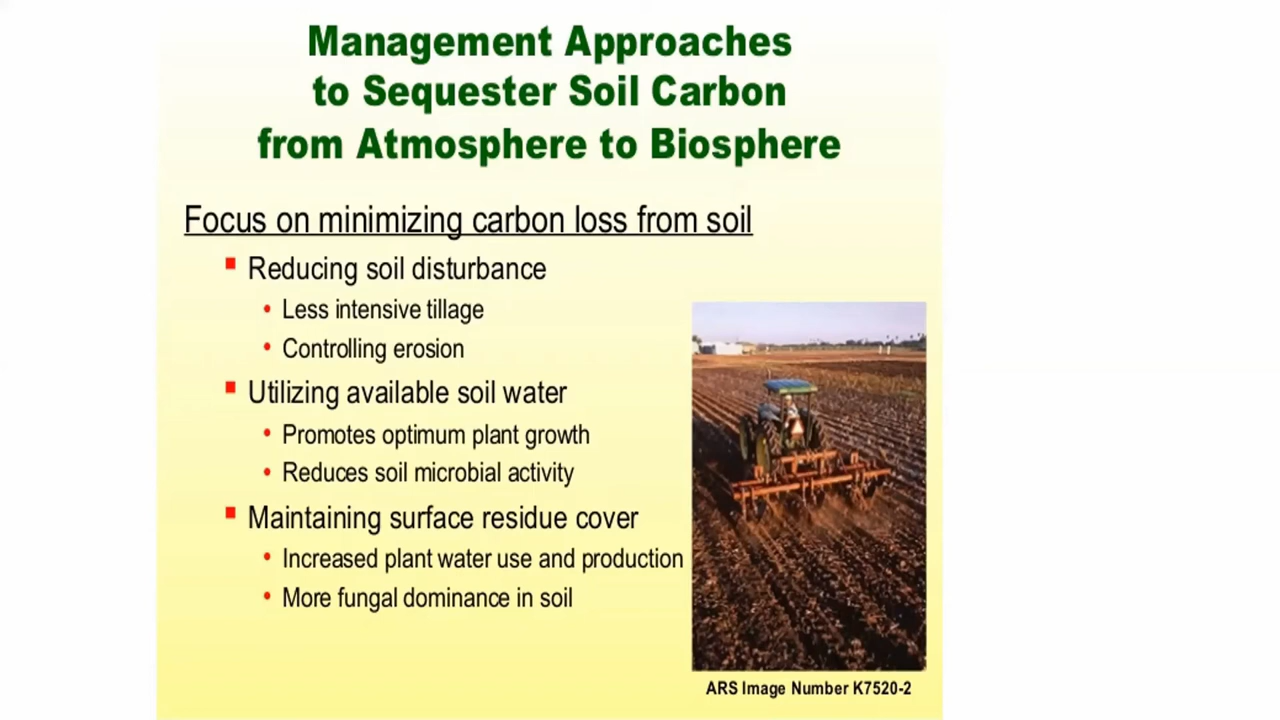 Management Approaches
to Sequester Soil Carbon
from Atmosphere to Biosphere
Focus on minimizing carbon loss from soil
Reducing soil disturbance
Less intensive tillage
Controlling erosion
Utilizing available soil water
Promotes optimum plant growth
Reduces soil microbial activity
Maintaining surface residue cover
Increased plant water use and production
More fungal dominance in soil
ARS Image Number K7520-2